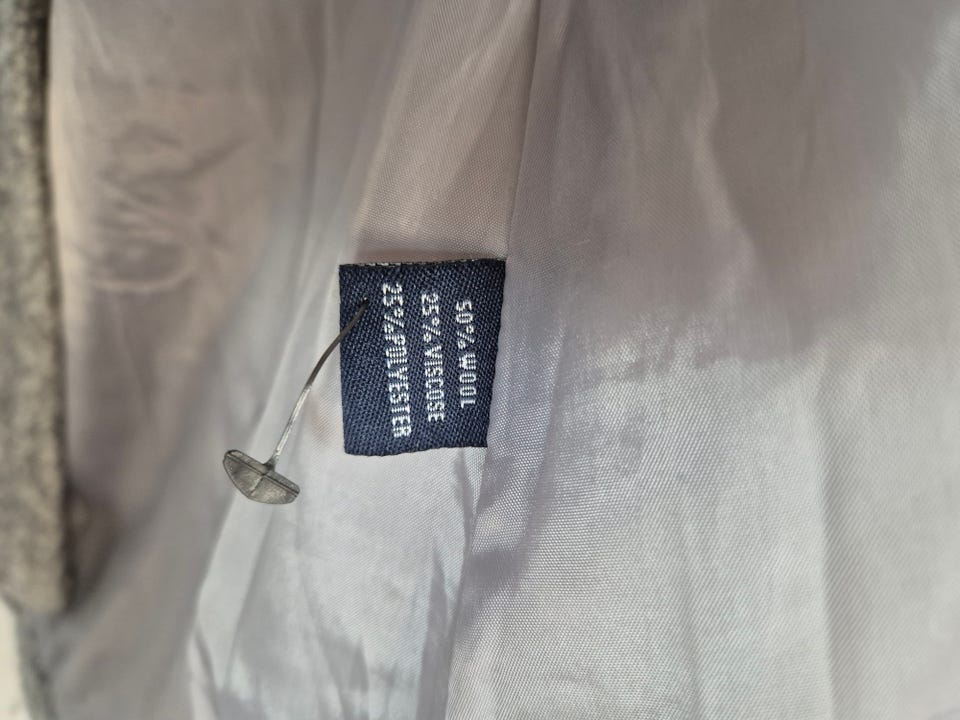 50% WOOL
25% VISCOSE
25% POLYESTER